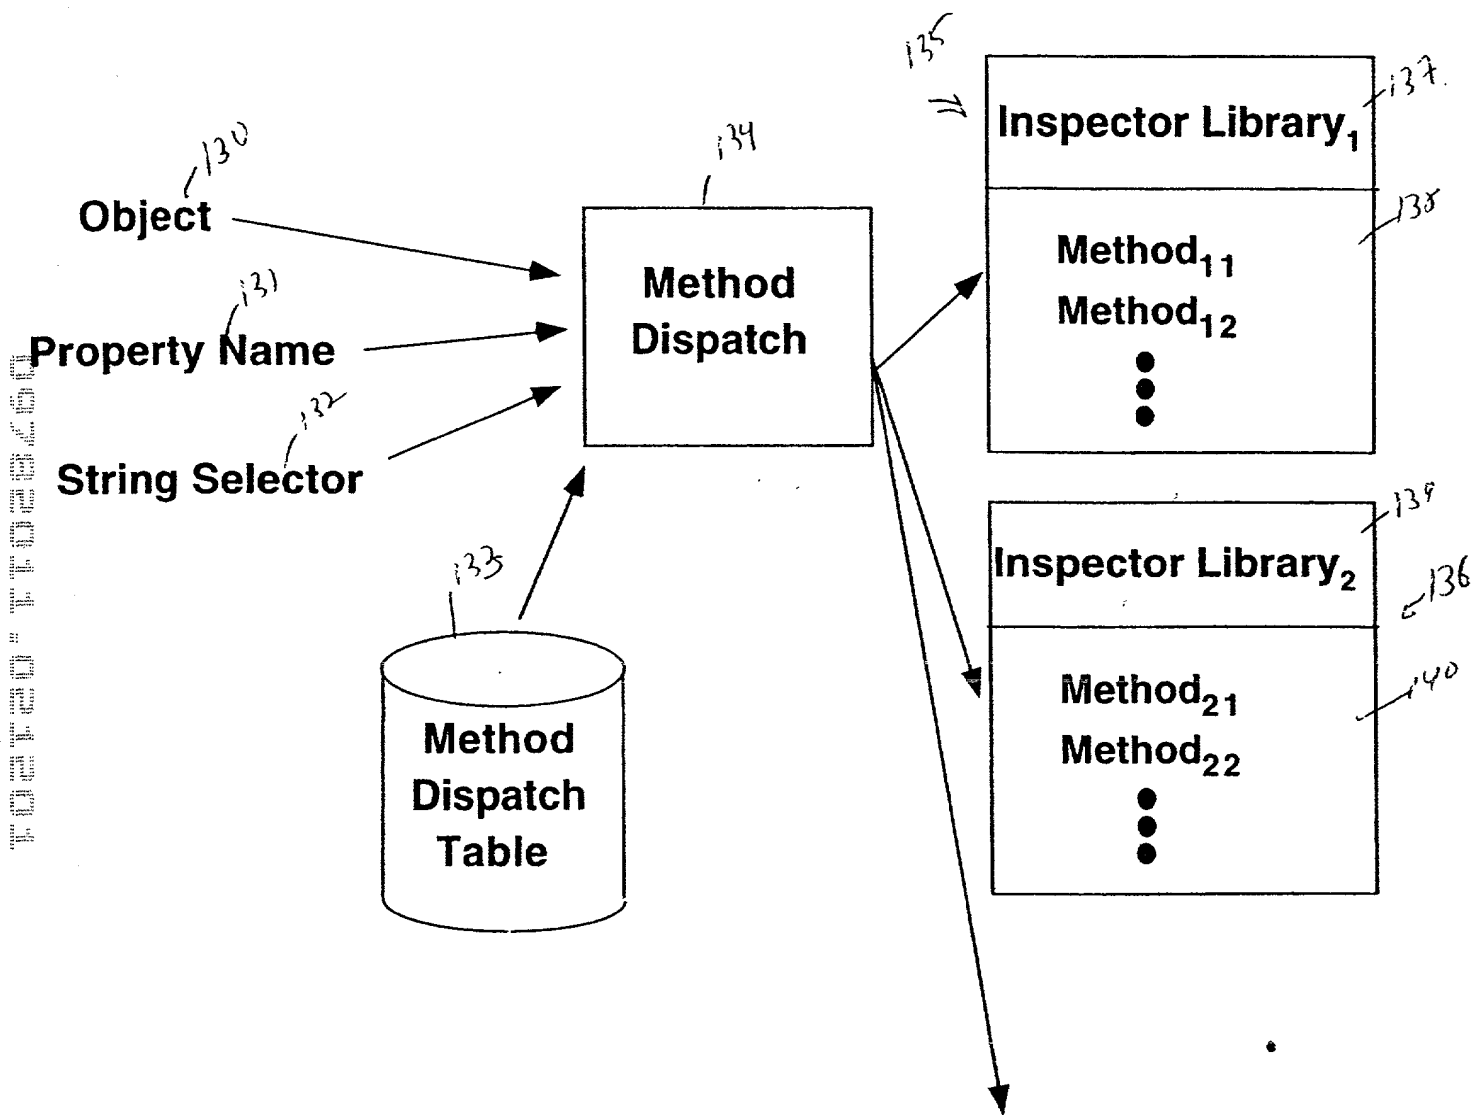 135
Inspector Library1
137
130
Object
134
Method
Dispatch
138
Method11
Method12
131
Property Name
132
String Selector
133
Method
Dispatch
Table
139
Inspector Library2
136
140
Method21
Method22